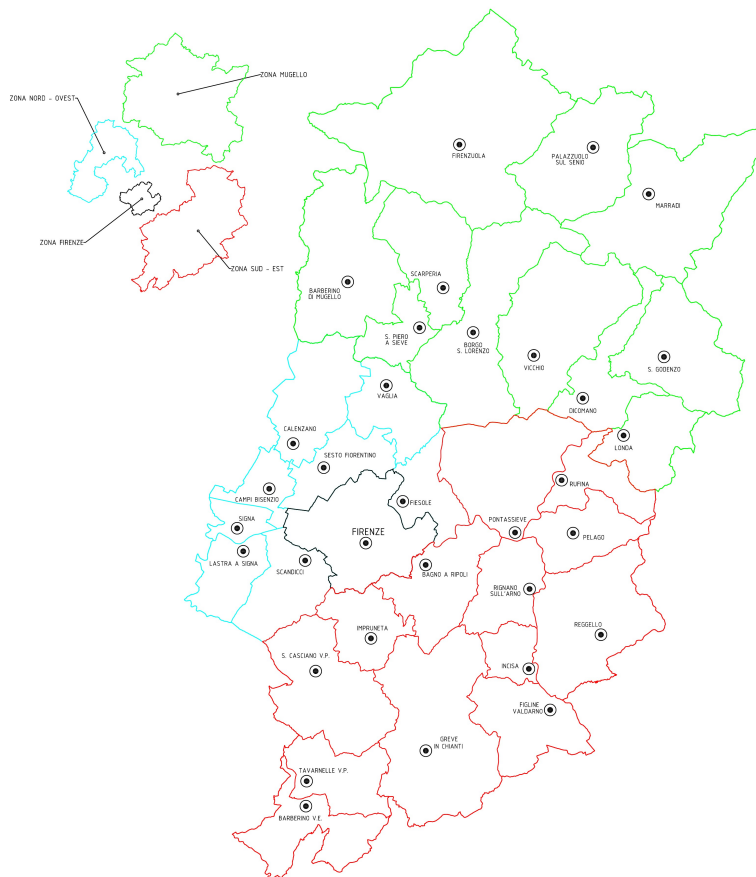 ZONA MUGELLO
ZONA NORD - OVEST
ZONA FIRENZE
ZONA SUD - EST
FIRENZUOLA
PALAZZUOLO
SUL SENIO
MARRADI
SCARPERIA
BARBERINO
DI MUGELLO
S. PIERO
A SIEVE
BORGO
S. LORENZO
VICCHIO
S. GODENZO
VAGLIA
DICOMANO
CALENZANO
LONDA
SESTO FIORENTINO
RUFINA
CAMPI BISENZIO
FIESOLE
SIGNA
PONTASSIEVE
FIRENZE
PELAGO
LASTRA A SIGNA
SCANDICCI
BAGNO A RIPOLI
RIGNANO
SULL'ARNO
IMPRUNETA
REGGELLO
S. CASCIANO V.P.
INCISA
FIGLINE
VALDARNO
GREVE
IN CHIANTI
TAVARNELLE V.P.
BARBERINO V.E.